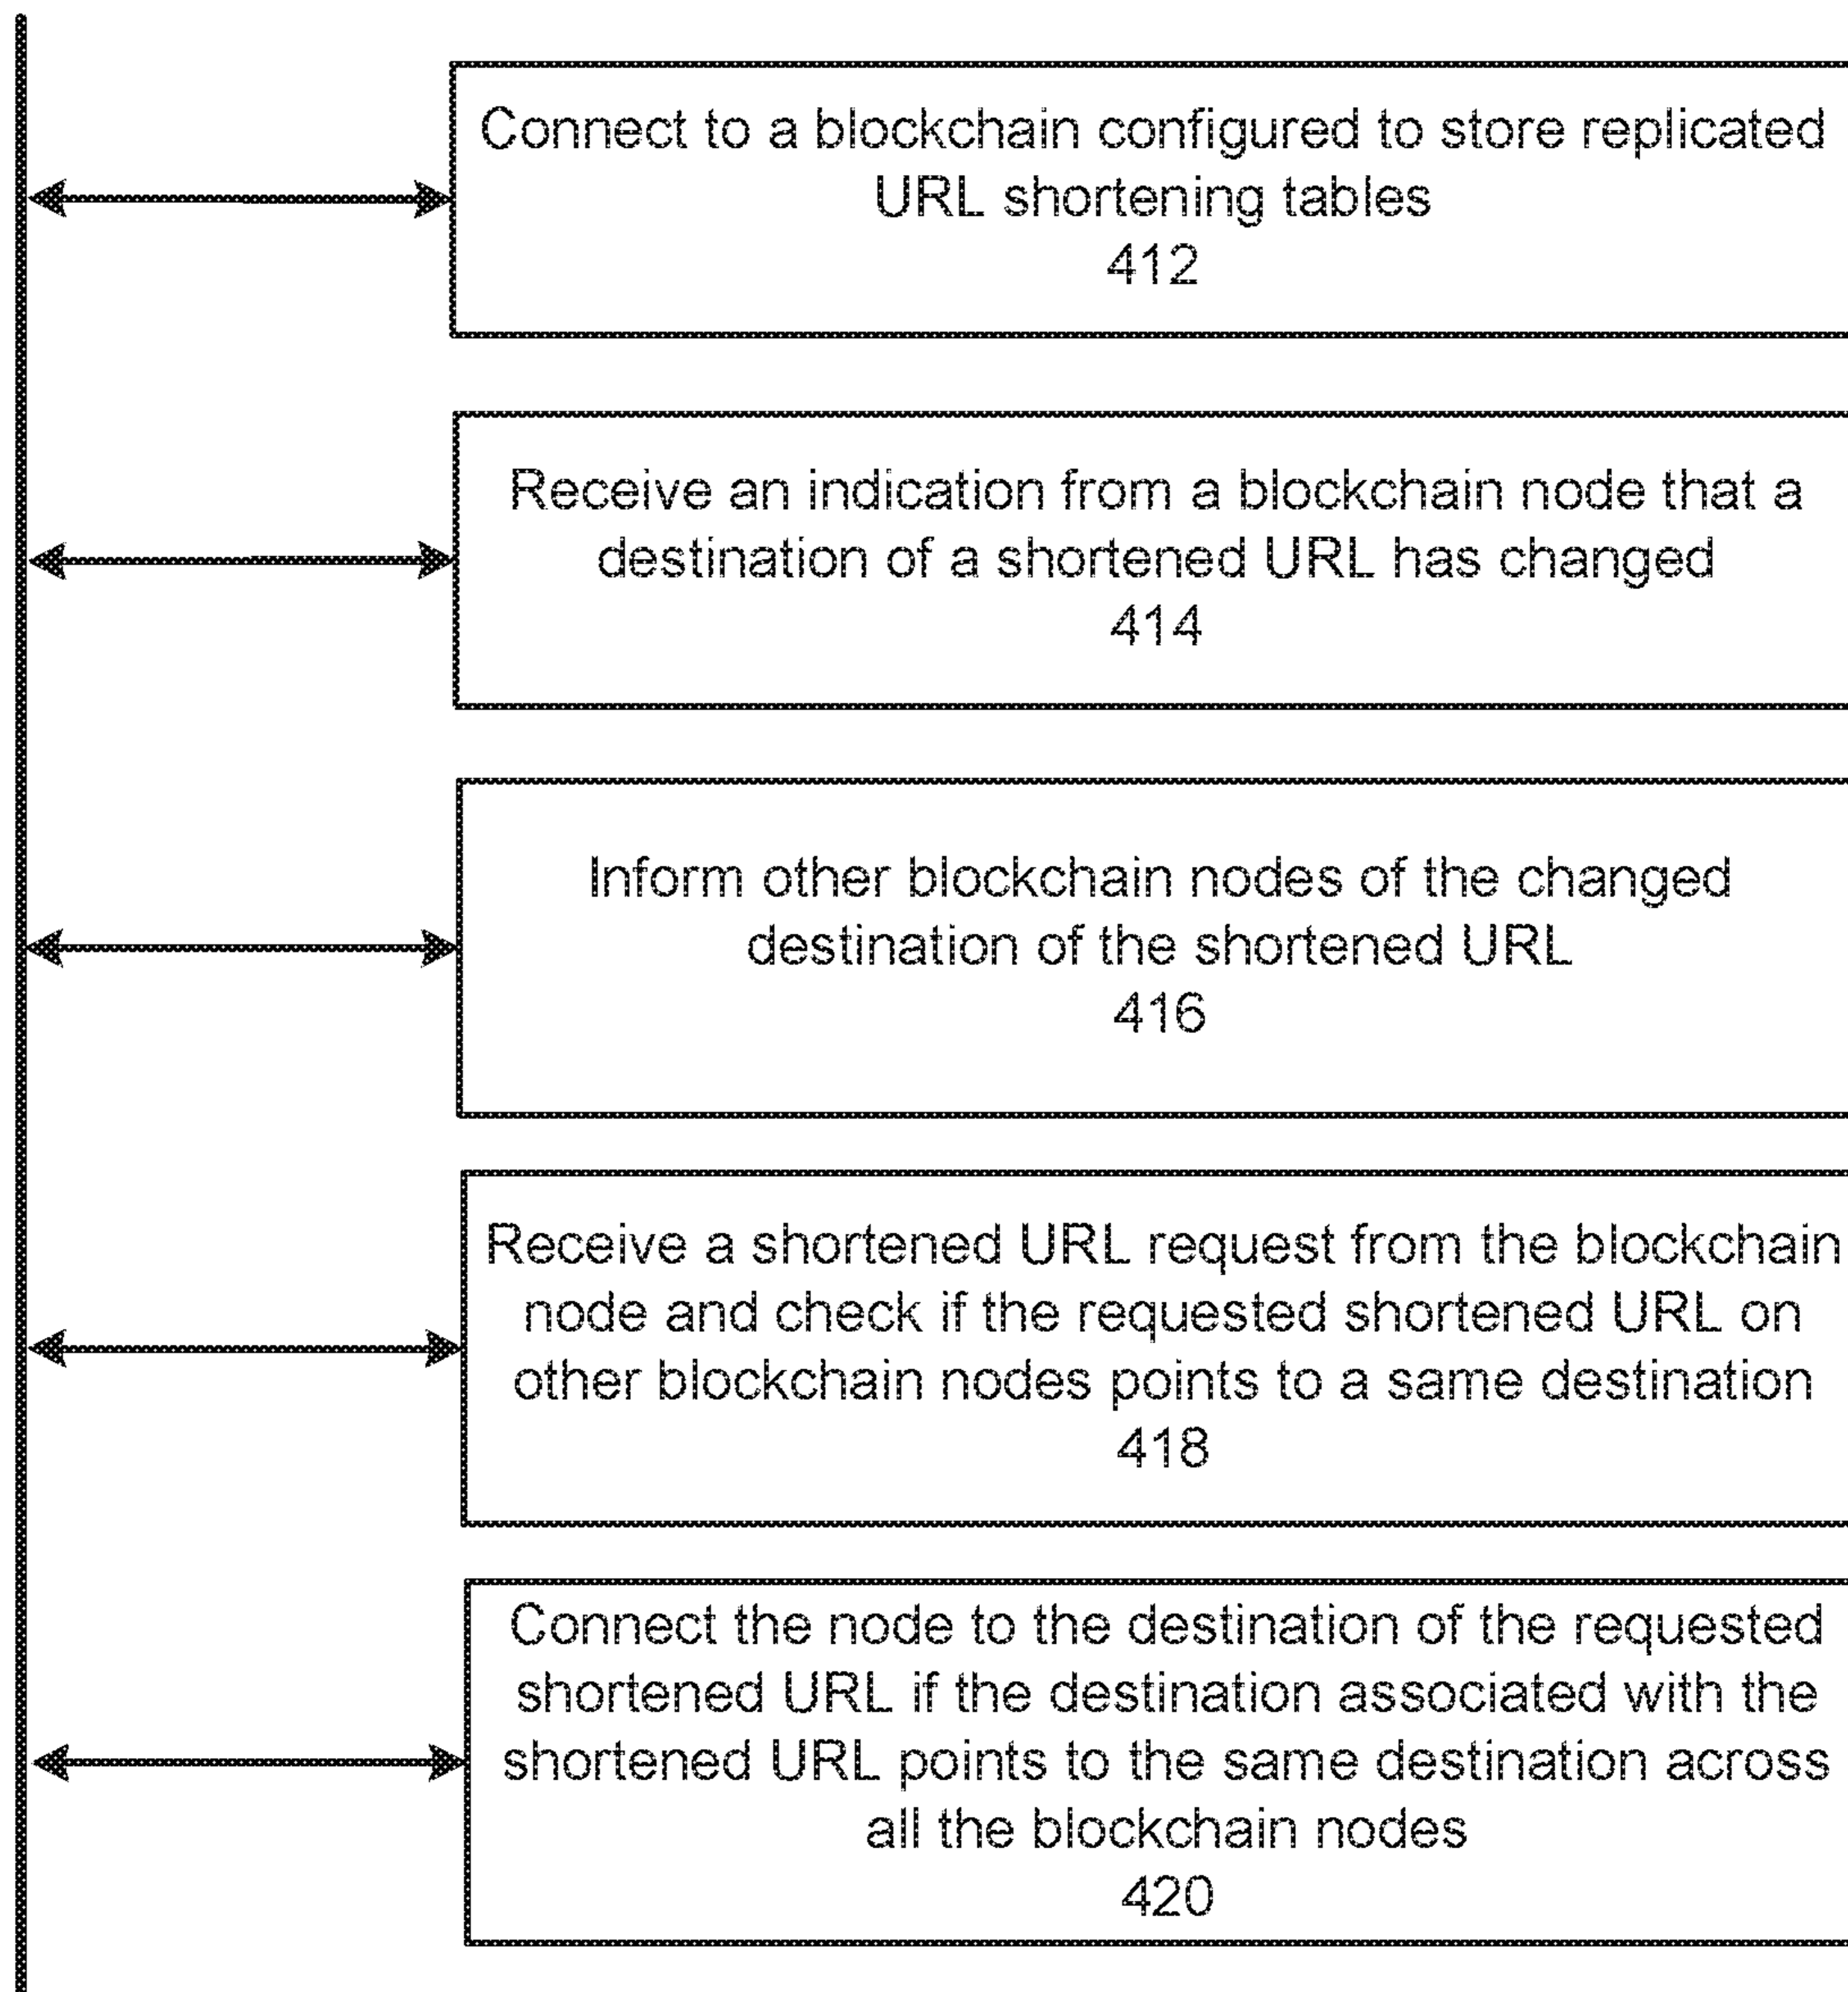 Connect to a blockchain configured to store replicated
URL shortening tables
412
Receive an indication from a blockchain node that a
destination of a shortened URL has changed
414
Inform other blockchain nodes of the changed
destination of the shortened URL
416
Receive a shortened URL request from the blockchain
node and check if the requested shortened URL on
other blockchain nodes points to a same destination
418
Connect the node to the destination of the requested
shortened URL if the destination associated with the
shortened URL points to the same destination across
all the blockchain nodes
420